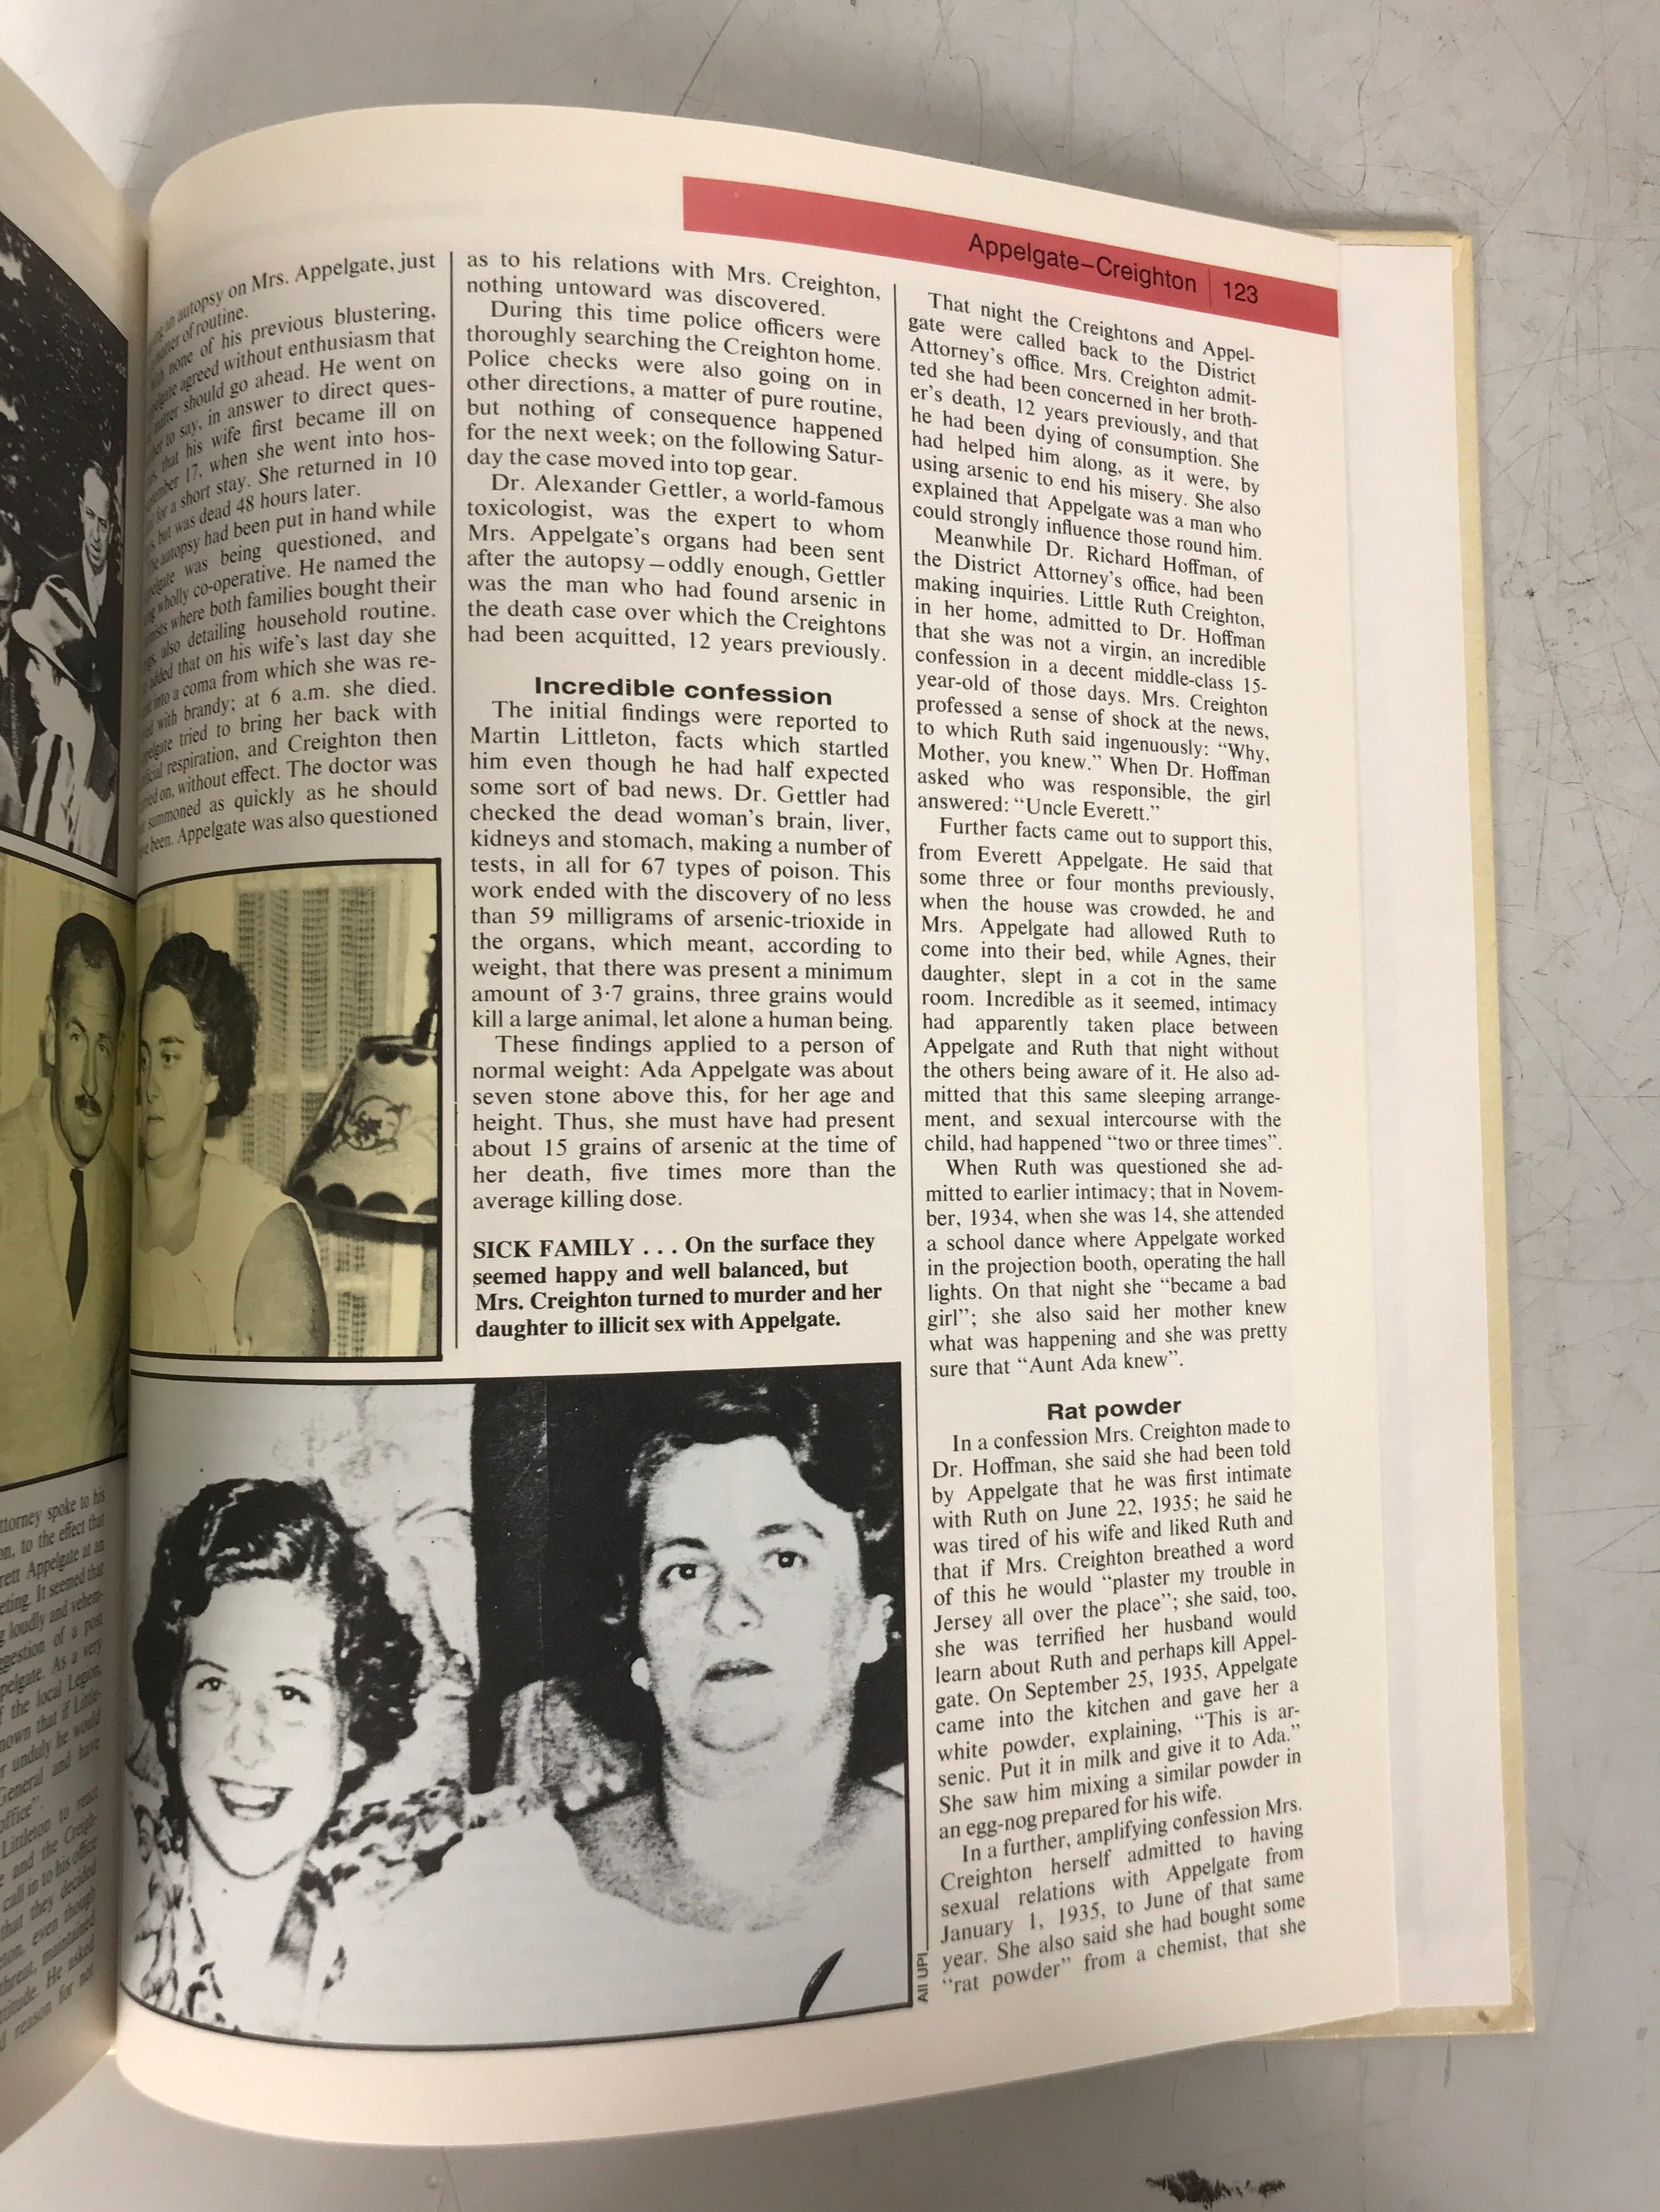 Appelgate–Creighton 123
autopsy on Mrs. Appelgate, just
matter of routine.
With none of his previous blustering,
agreed without enthusiasm that
matter should go ahead. He went on
to say, in answer to direct ques-
that his wife first became ill on
17, when she went into hos-
for a short stay. She returned in 10
but was dead 48 hours later.
The autopsy had been put in hand while
was being questioned, and
wholly co-operative. He named the
where both families bought their
also detailing household routine.
added that on his wife's last day she
into a coma from which she was re-
with brandy; at 6 a.m. she died.
tried to bring her back with
respiration, and Creighton then
on, without effect. The doctor was
summoned as quickly as he should
been. Appelgate was also questioned
as to his relations with Mrs. Creighton,
nothing untoward was discovered.
During this time police officers were
thoroughly searching the Creighton home.
Police checks were also going on in
other directions, a matter of pure routine,
but nothing of consequence happened
for the next week; on the following Satur-
day the case moved into top gear.
Dr. Alexander Gettler, a world-famous
toxicologist, was the expert to whom
Mrs. Appelgate's organs had been sent
after the autopsy—oddly enough, Gettler
was the man who had found arsenic in
the death case over which the Creightons
had been acquitted, 12 years previously.
Incredible confession
The initial findings were reported to
Martin Littleton, facts which startled
him even though he had half expected
some sort of bad news. Dr. Gettler had
checked the dead woman's brain, liver,
kidneys and stomach, making a number of
tests, in all for 67 types of poison. This
work ended with the discovery of no less
than 59 milligrams of arsenic-trioxide in
the organs, which meant, according to
weight, that there was present a minimum
amount of 3·7 grains, three grains would
kill a large animal, let alone a human being.
These findings applied to a person of
normal weight: Ada Appelgate was about
seven stone above this, for her age and
height. Thus, she must have had present
about 15 grains of arsenic at the time of
her death, five times more than the
average killing dose.
SICK FAMILY . . . On the surface they
seemed happy and well balanced, but
Mrs. Creighton turned to murder and her
daughter to illicit sex with Appelgate.
That night the Creightons and Appel-
gate were called back to the District
Attorney's office. Mrs. Creighton admit-
ted she had been concerned in her broth-
er's death, 12 years previously, and that
he had been dying of consumption. She
had helped him along, as it were, by
using arsenic to end his misery. She also
explained that Appelgate was a man who
could strongly influence those round him.
Meanwhile Dr. Richard Hoffman, of
the District Attorney's office, had been
making inquiries. Little Ruth Creighton,
in her home, admitted to Dr. Hoffman
that she was not a virgin, an incredible
confession in a decent middle-class 15-
year-old of those days. Mrs. Creighton
professed a sense of shock at the news,
to which Ruth said ingenuously: “Why,
Mother, you knew.” When Dr. Hoffman
asked who was responsible, the girl
answered: “Uncle Everett.”
Further facts came out to support this,
from Everett Appelgate. He said that
some three or four months previously,
when the house was crowded, he and
Mrs. Appelgate had allowed Ruth to
come into their bed, while Agnes, their
daughter, slept in a cot in the same
room. Incredible as it seemed, intimacy
had apparently taken place between
Appelgate and Ruth that night without
the others being aware of it. He also ad-
mitted that this same sleeping arrange-
ment, and sexual intercourse with the
child, had happened “two or three times”.
When Ruth was questioned she ad-
mitted to earlier intimacy; that in Novem-
ber, 1934, when she was 14, she attended
a school dance where Appelgate worked
in the projection booth, operating the hall
lights. On that night she “became a bad
girl”; she also said her mother knew
what was happening and she was pretty
sure that “Aunt Ada knew”.
Rat powder
In a confession Mrs. Creighton made to
Dr. Hoffman, she said she had been told
by Appelgate that he was first intimate
with Ruth on June 22, 1935; he said he
was tired of his wife and liked Ruth and
that if Mrs. Creighton breathed a word
of this he would “plaster my trouble in
Jersey all over the place”; she said, too,
she was terrified her husband would
learn about Ruth and perhaps kill Appel-
gate. On September 25, 1935, Appelgate
came into the kitchen and gave her a
white powder, explaining, “This is ar-
senic. Put it in milk and give it to Ada.”
She saw him mixing a similar powder in
an egg-nog prepared for his wife.
In a further, amplifying confession Mrs.
Creighton herself admitted to having
sexual relations with Appelgate from
January 1, 1935, to June of that same
year. She also said she had bought some
“rat powder” from a chemist, that she
All UPI